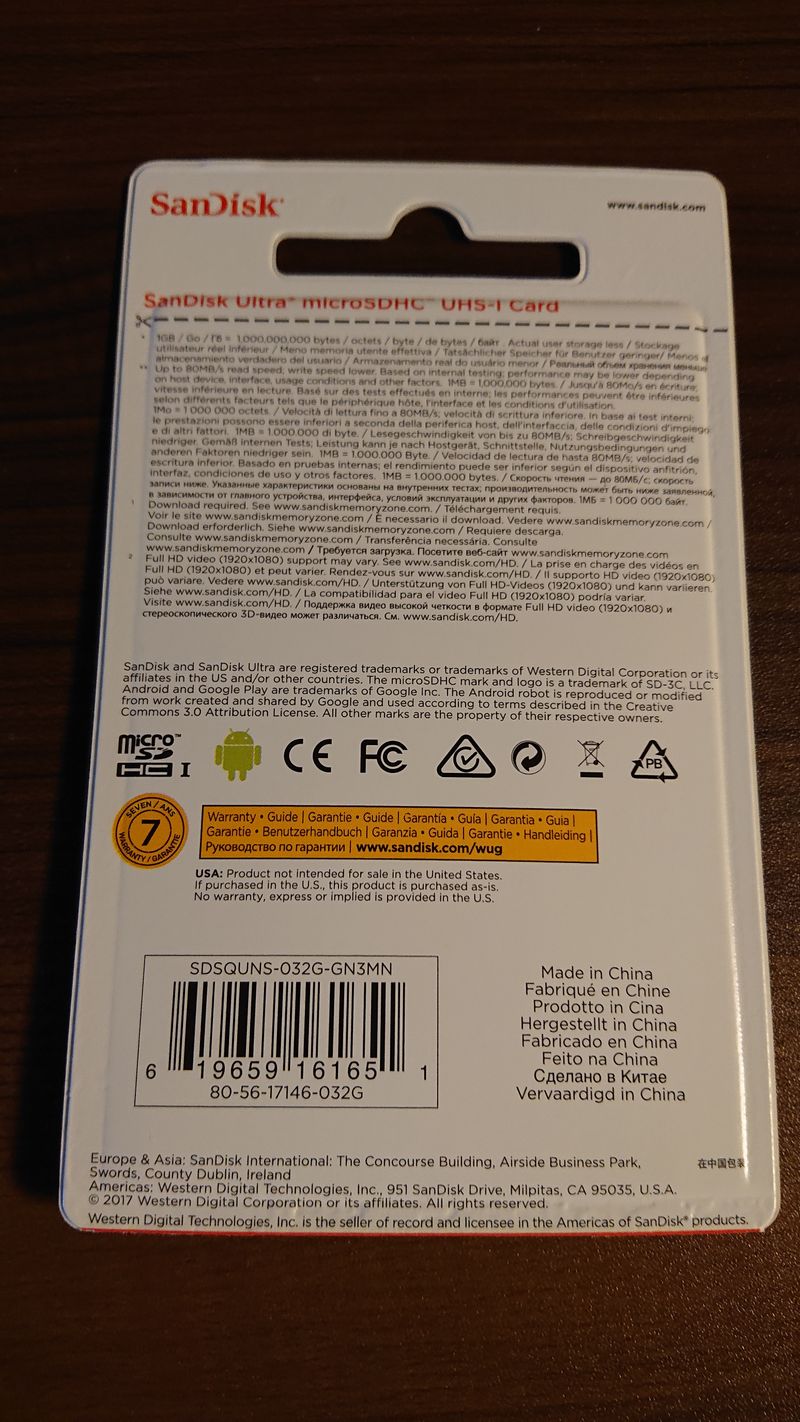 SanDisk®
www.sandisk.com
SanDisk Ultra® microSDHC™ UHS-I Card
* 1GB / Go / Гб = 1.000.000.000 bytes / octets / byte / de bytes / байт. Actual user storage less / Stockage
utilisateur réel inférieur / Meno memoria utente effettiva / Tatsächlicher Speicher für Benutzer geringer/ Menos el
almacenamiento verdadero del usuario / Armazenamento real do usuário menor / Реальный объем хранения меньше
** Up to 80MB/s read speed; write speed lower. Based on internal testing; performance may be lower depending
on host device, interface, usage conditions and other factors. 1MB = 1.000.000 bytes. / Jusqu'à 80Mo/s en écriture;
vitesse inférieure en lecture. Basé sur des tests effectués en interne; les performances peuvent être inférieures
selon différents facteurs tels que le périphérique hôte, l'interface et les conditions d'utilisation.
1Mo = 1 000 000 octets. / Velocità di lettura fino a 80MB/s; velocità di scrittura inferiore. In base ai test interni;
le prestazioni possono essere inferiori a seconda della periferica host, dell'interfaccia, delle condizioni d'impiego
e di altri fattori. 1MB = 1.000.000 di byte. / Lesegeschwindigkeit von bis zu 80MB/s; Schreibgeschwindigkeit
niedriger. Gemäß internen Tests; Leistung kann je nach Hostgerät, Schnittstelle, Nutzungsbedingungen und
anderen Faktoren niedriger sein. 1MB = 1.000.000 Byte. / Velocidad de lectura de hasta 80MB/s; velocidad de
escritura inferior. Basado en pruebas internas; el rendimiento puede ser inferior según el dispositivo anfitrión,
interfaz, condiciones de uso y otros factores. 1MB = 1.000.000 bytes. / Скорость чтения — до 80МБ/с; скорость
записи ниже. Указанные характеристики основаны на внутренних тестах; производительность может быть ниже заявленной,
в зависимости от главного устройства, интерфейса, условий эксплуатации и других факторов. 1МБ = 1 000 000 байт.
1 Download required. See www.sandiskmemoryzone.com. / Téléchargement requis.
Voir le site www.sandiskmemoryzone.com / È necessario il download. Vedere www.sandiskmemoryzone.com /
Download erforderlich. Siehe www.sandiskmemoryzone.com / Requiere descarga.
Consulte www.sandiskmemoryzone.com / Transferência necessária. Consulte
www.sandiskmemoryzone.com / Требуется загрузка. Посетите веб-сайт www.sandiskmemoryzone.com
2 Full HD video (1920x1080) support may vary. See www.sandisk.com/HD. / La prise en charge des vidéos en
Full HD (1920x1080) et peut varier. Rendez-vous sur www.sandisk.com/HD. / Il supporto HD video (1920x1080)
può variare. Vedere www.sandisk.com/HD. / Unterstützung von Full HD-Videos (1920x1080) und kann variieren.
Siehe www.sandisk.com/HD. / La compatibilidad para el video Full HD (1920x1080) podría variar.
Visite www.sandisk.com/HD. / Поддержка видео высокой четкости в формате Full HD video (1920x1080) и
стереоскопического 3D-видео может различаться. См. www.sandisk.com/HD.
SanDisk and SanDisk Ultra are registered trademarks or trademarks of Western Digital Corporation or its
affiliates in the US and/or other countries. The microSDHC mark and logo is a trademark of SD-3C, LLC.
Android and Google Play are trademarks of Google Inc. The Android robot is reproduced or modified
from work created and shared by Google and used according to terms described in the Creative
Commons 3.0 Attribution License. All other marks are the property of their respective owners.
micro SD HC I ™ CE FC PB
SEVEN / ANS 7 WARRANTY / GARANTIE
Warranty • Guide | Garantie • Guide | Garantía • Guía | Garantia • Guia |
Garantie • Benutzerhandbuch | Garanzia • Guida | Garantie • Handleiding |
Руководство по гарантии | www.sandisk.com/wug
USA: Product not intended for sale in the United States.
If purchased in the U.S., this product is purchased as-is.
No warranty, express or implied is provided in the U.S.
SDSQUNS-032G-GN3MN
6 19659 16165 1
80-56-17146-032G
Made in China
Fabriqué en Chine
Prodotto in Cina
Hergestellt in China
Fabricado en China
Feito na China
Сделано в Китае
Vervaardigd in China
Europe & Asia: SanDisk International: The Concourse Building, Airside Business Park,
Swords, County Dublin, Ireland
在中国包装
Americas: Western Digital Technologies, Inc., 951 SanDisk Drive, Milpitas, CA 95035, U.S.A.
© 2017 Western Digital Corporation or its affiliates. All rights reserved.
Western Digital Technologies, Inc. is the seller of record and licensee in the Americas of SanDisk® products.